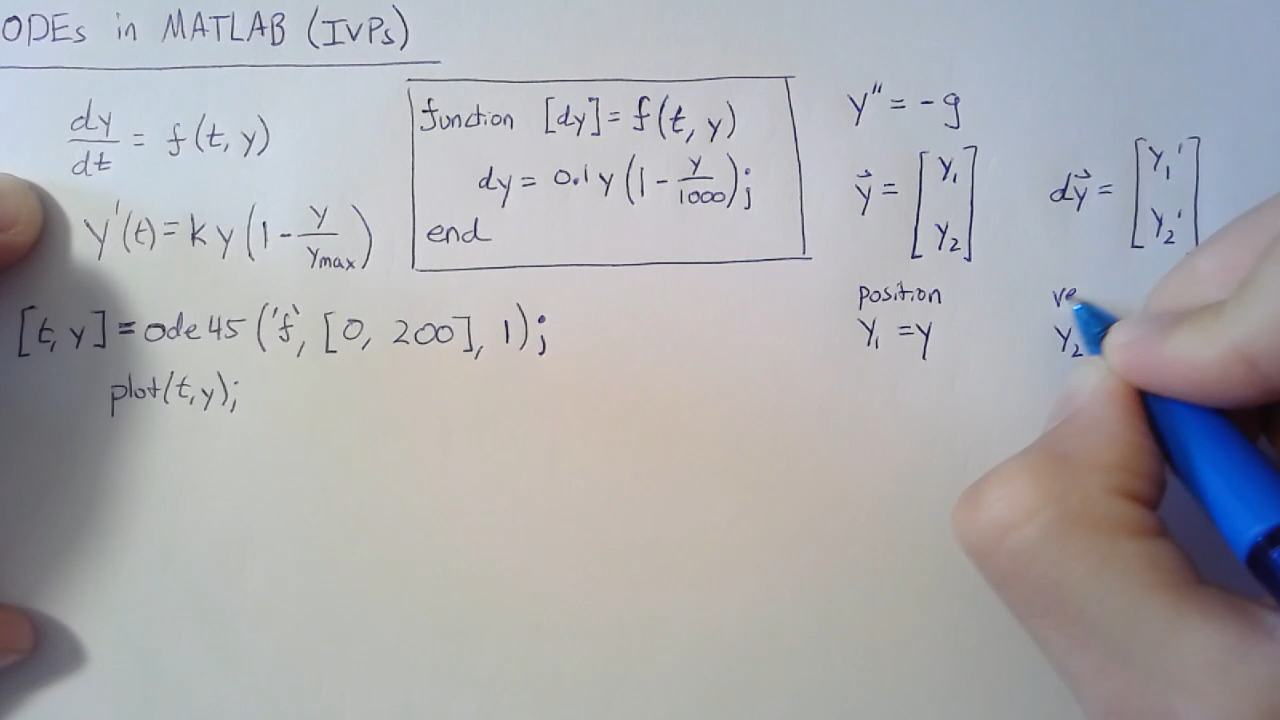 ODEs in MATLAB (IVPs)
dy/dt = f(t, y)
y'(t) = k y (1 - y/ymax)
function [dy] = f(t, y)
dy = 0.1 y (1 - y/1000);
end
[t, y] = ode45 ('f', [0, 200], 1);
plot(t, y);
y'' = -g
y⃗ = [y₁ y₂]
dy⃗ = [y₁' y₂']
position
y₁ = y
ve
y₂